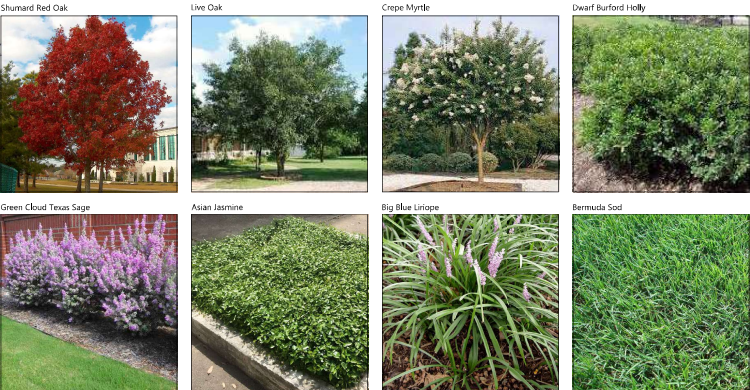 Shumard Red Oak
Live Oak
Crepe Myrtle
Dwarf Burford Holly
Green Cloud Texas Sage
Asian Jasmine
Big Blue Liriope
Bermuda Sod